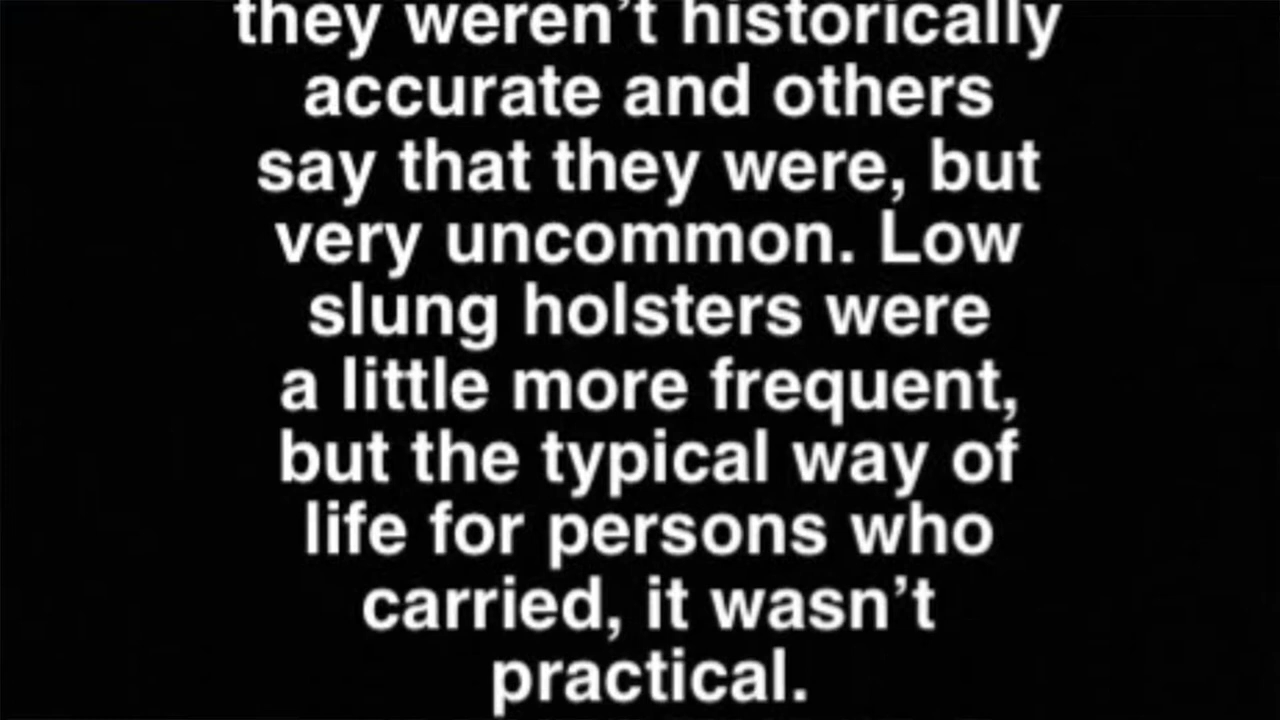 they weren’t historically
accurate and others
say that they were, but
very uncommon. Low
slung holsters were
a little more frequent,
but the typical way of
life for persons who
carried, it wasn’t
practical.